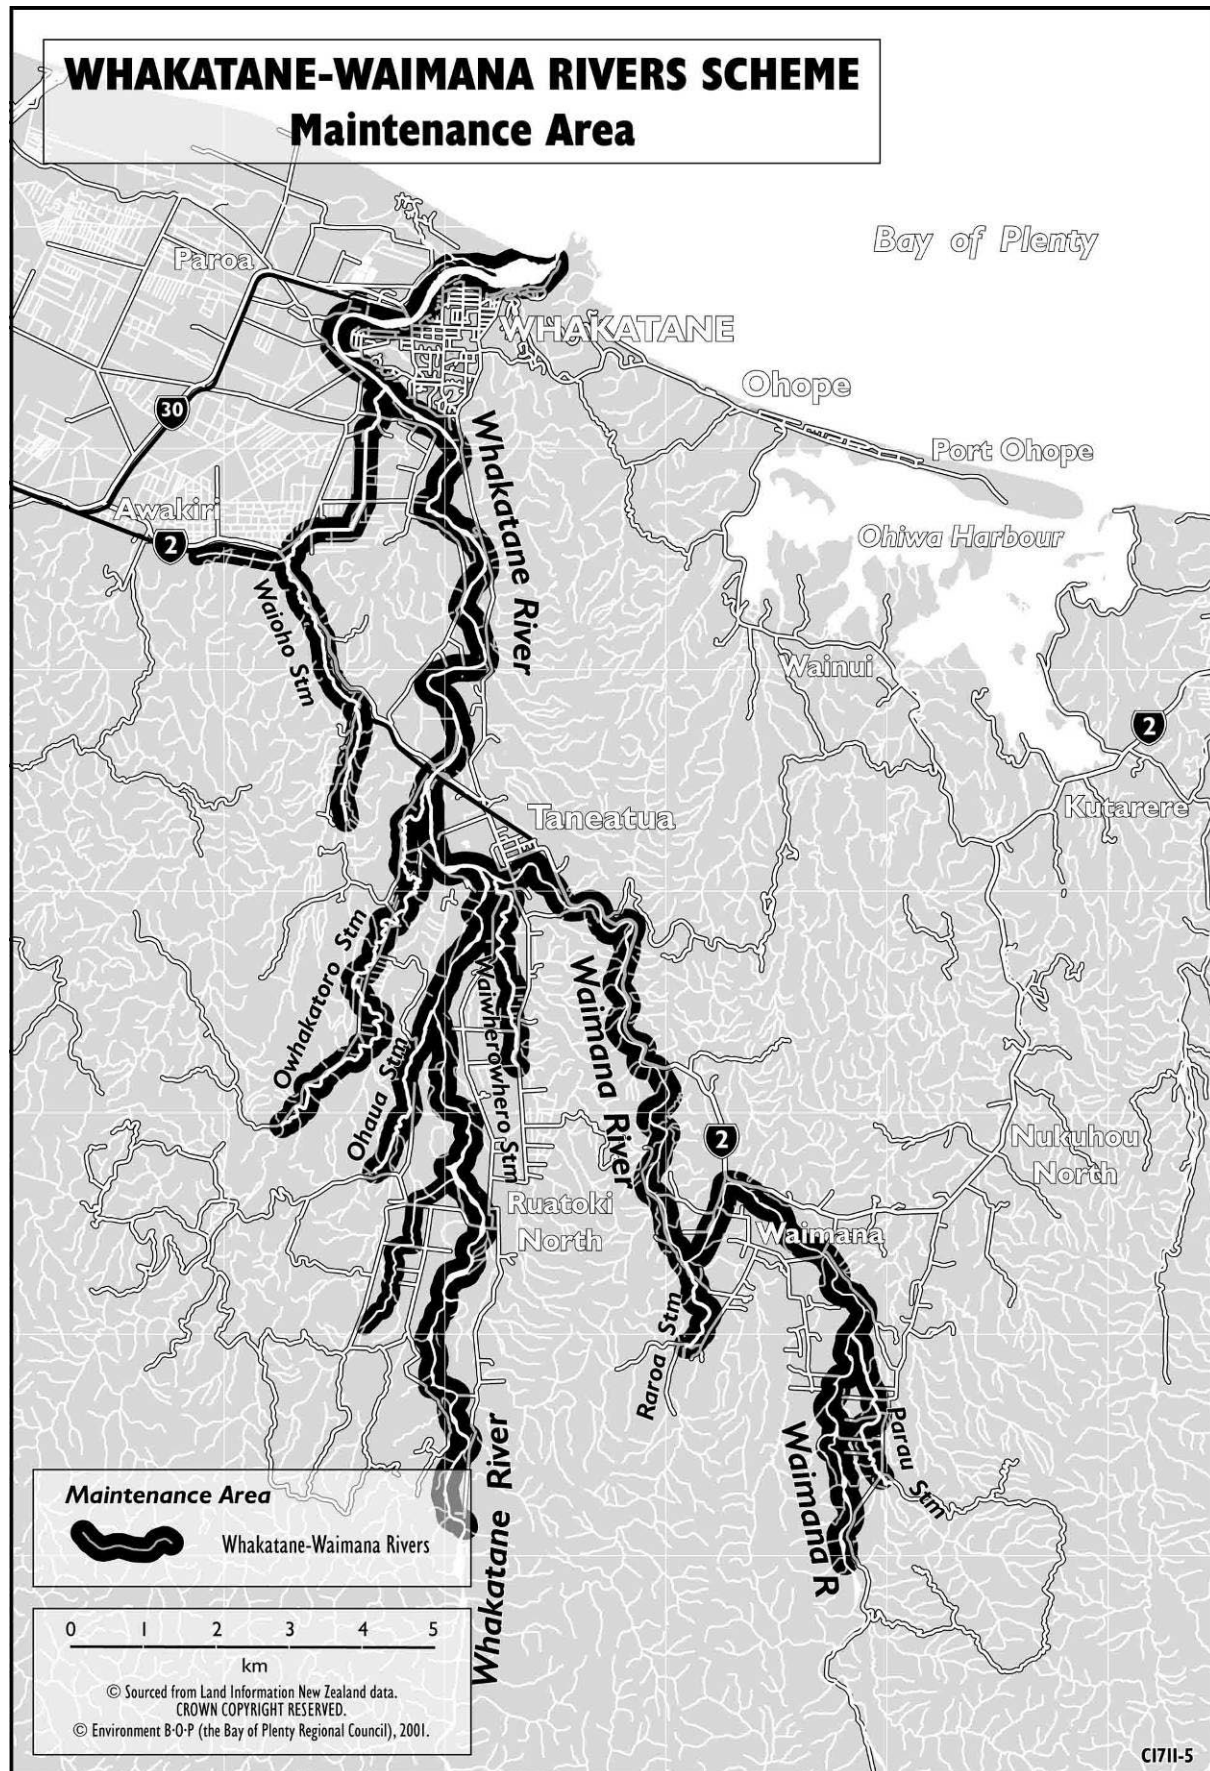 WHAKATANE-WAIMANA RIVERS SCHEME
Maintenance Area
Bay of Plenty
Paroa
WHAKATANE
Ohope
30
Port Ohope
Whakatane River
Awakiri
Ohiwa Harbour
2
Waioho Stm
Wainui
2
Kutarere
Taneatua
Owhakatoro Stm
Waiwherowhero Stm
Waimana River
Ohaua Stm
2
Nukuhou
North
Ruatoki
North
Waimana
Raroa Stm
Parau Stm
Waimana R
Whakatane River
Maintenance Area
Whakatane-Waimana Rivers
0 1 2 3 4 5
km
© Sourced from Land Information New Zealand data.
CROWN COPYRIGHT RESERVED.
© Environment B·O·P (the Bay of Plenty Regional Council), 2001.
CI7II-5